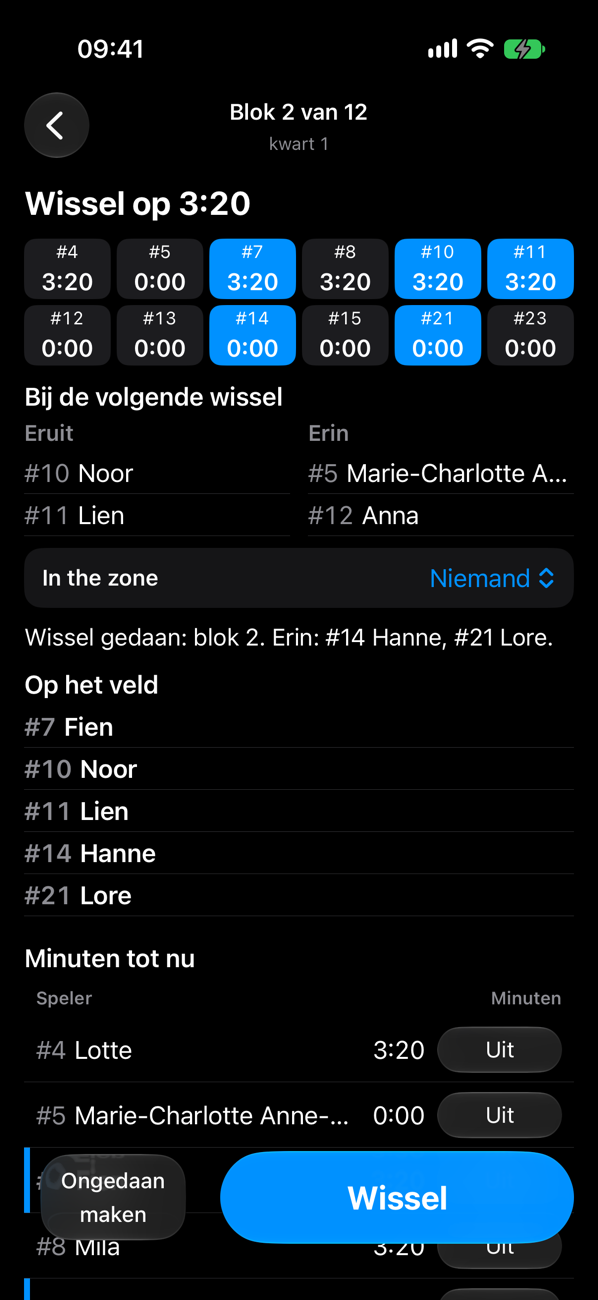 09:41
Blok 2 van 12
kwart 1
Wissel op 3:20
#4 #5 #7 #8 #10 #11
3:20 0:00 3:20 3:20 3:20 3:20
#12 #13 #14 #15 #21 #23
0:00 0:00 0:00 0:00 0:00 0:00
Bij de volgende wissel
Eruit Erin
#10 Noor #5 Marie-Charlotte A...
#11 Lien #12 Anna
In the zone Niemand
Wissel gedaan: blok 2. Erin: #14 Hanne, #21 Lore.
Op het veld
#7 Fien
#10 Noor
#11 Lien
#14 Hanne
#21 Lore
Minuten tot nu
Speler Minuten
#4 Lotte 3:20 Uit
#5 Marie-Charlotte Anne-... 0:00 Uit
Ongedaan
maken
Wissel
#8 Mila 3:20 Uit